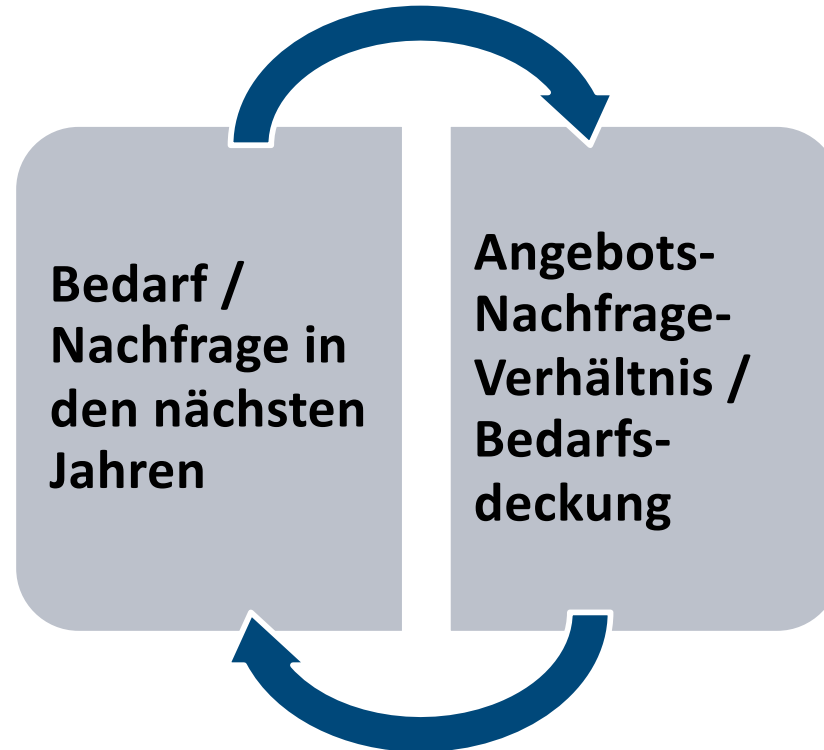 Bedarf /
Nachfrage in
den nächsten
Jahren
Angebots-
Nachfrage-
Verhältnis /
Bedarfs-
deckung